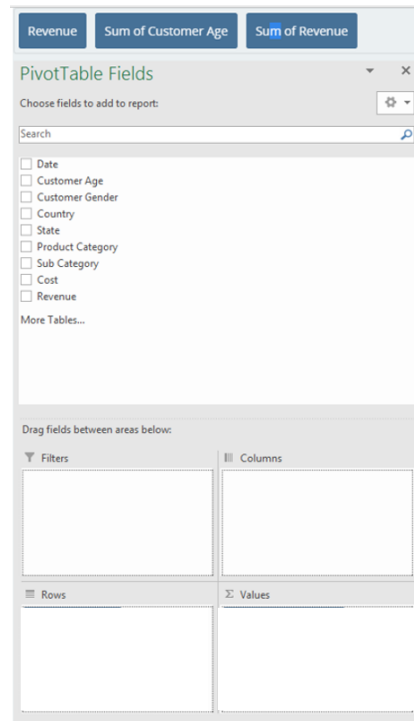 Revenue Sum of Customer Age Sum of Revenue
PivotTable Fields
Choose fields to add to report:
Search
Date
Customer Age
Customer Gender
Country
State
Product Category
Sub Category
Cost
Revenue
More Tables...
Drag fields between areas below:
Filters
Columns
Rows
Σ Values